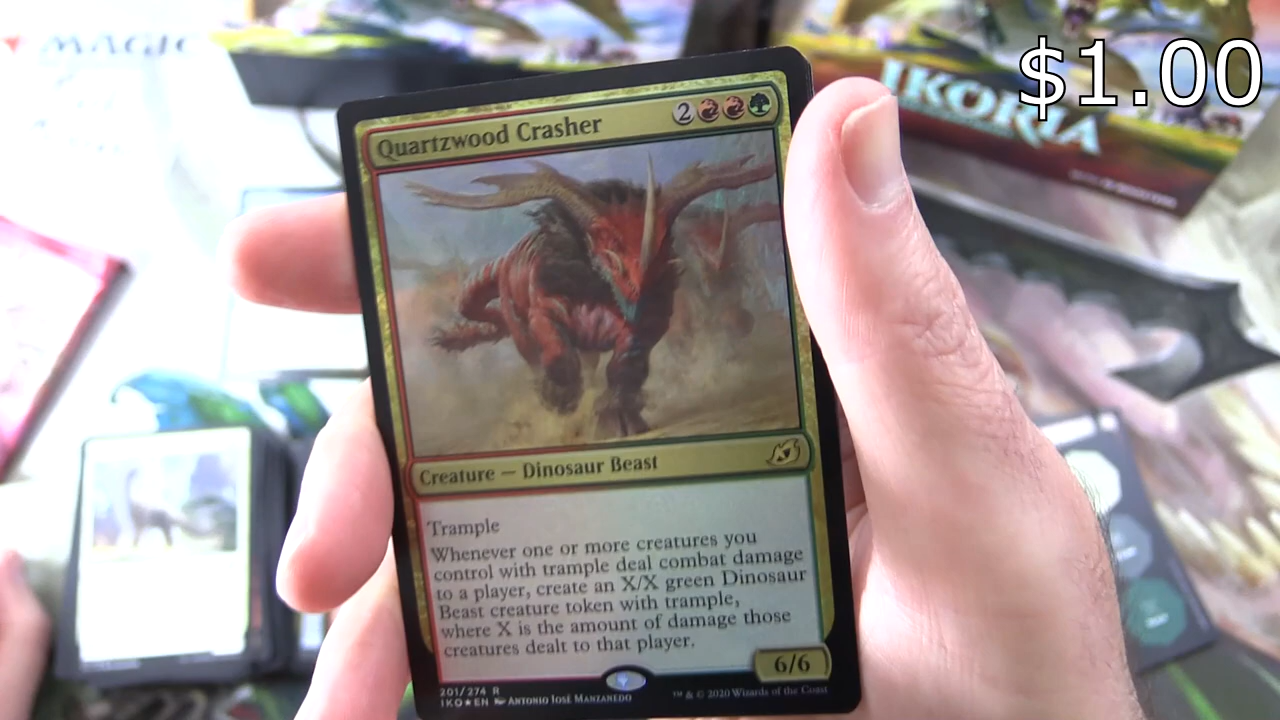 MAGIC
$1.00
IKORIA
Quartzwood Crasher
2
Creature — Dinosaur Beast
Trample
Whenever one or more creatures you
control with trample deal combat damage
to a player, create an X/X green Dinosaur
Beast creature token with trample,
where X is the amount of damage those
creatures dealt to that player.
6/6
201/274 R
IKO★EN Antonio José Manzanedo
™ & © 2020 Wizards of the Coast